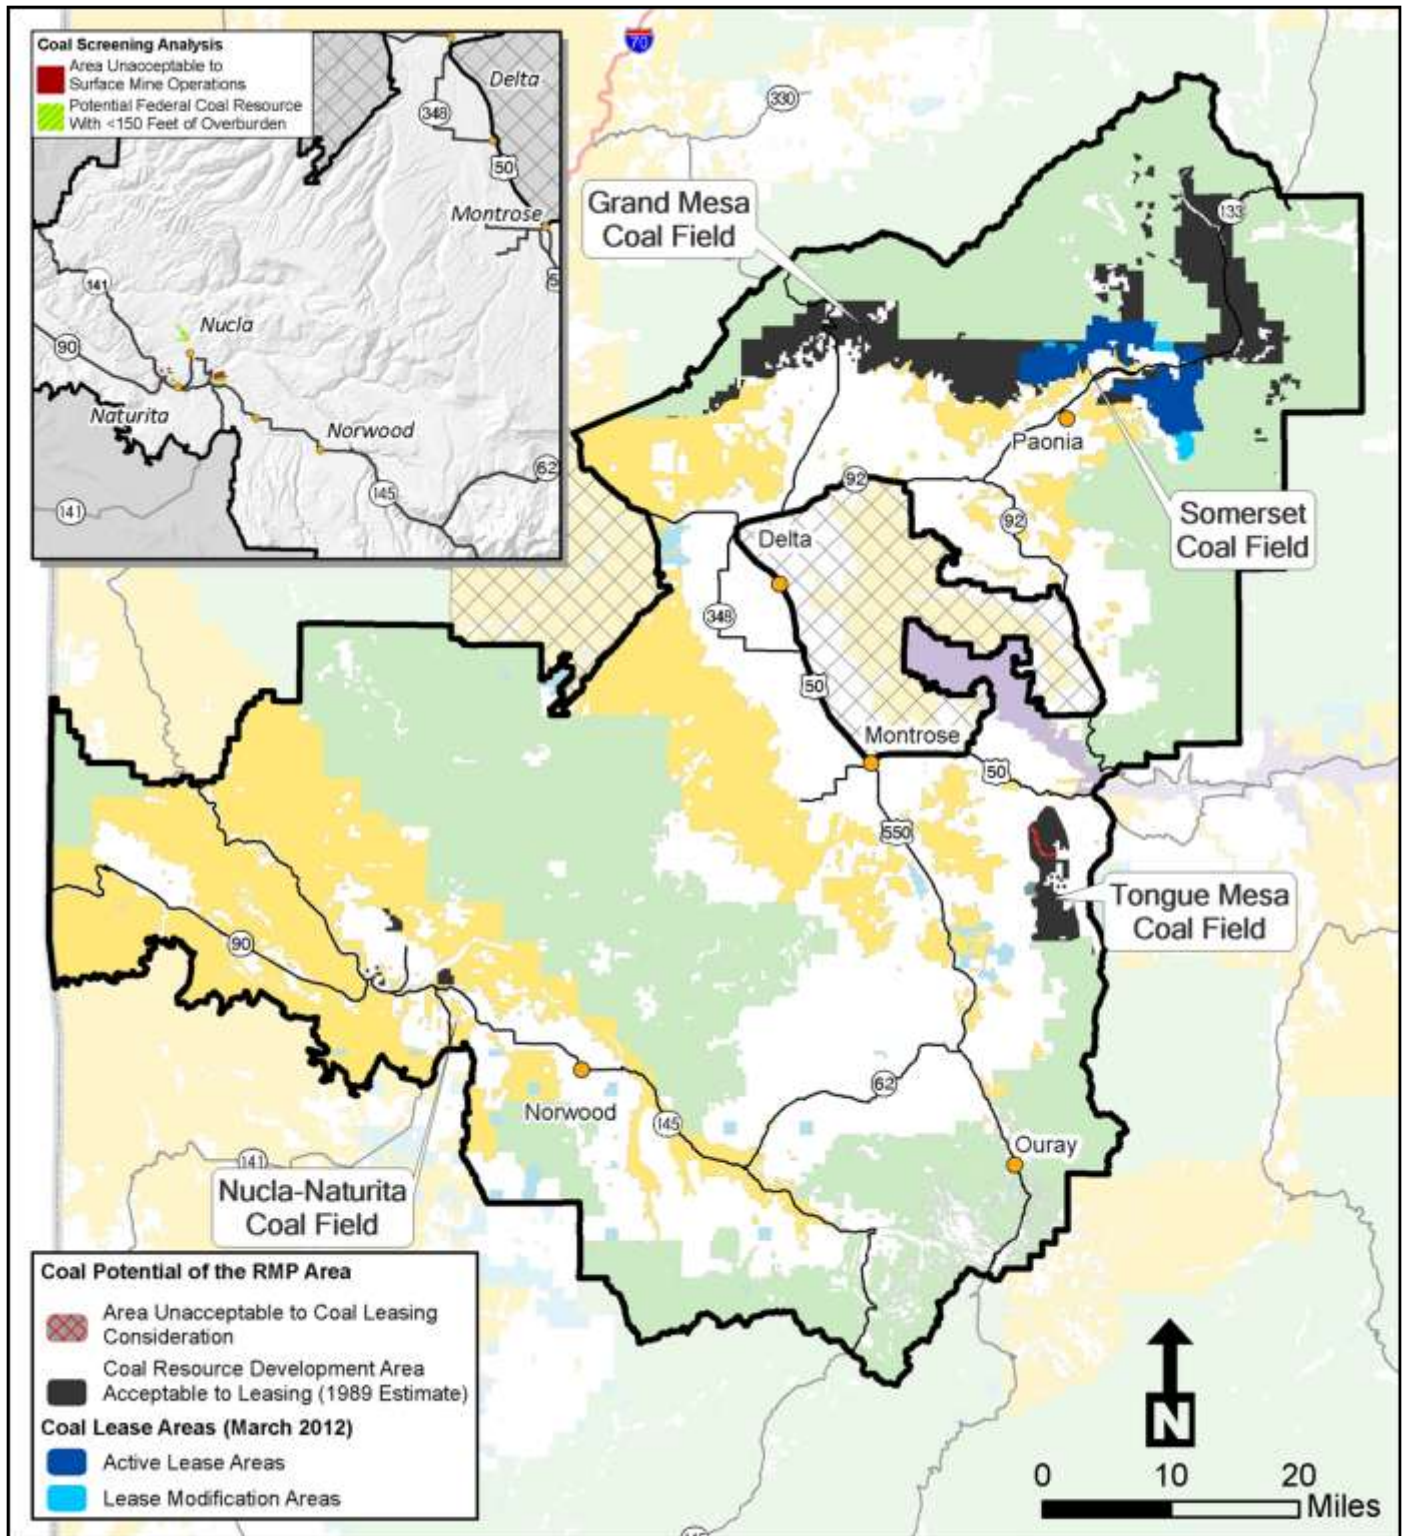 Coal Screening Analysis
Area Unacceptable to
Surface Mine Operations
Potential Federal Coal Resource
With <150 Feet of Overburden
Delta
348
50
Montrose
141
Nucla
90
Naturita
Norwood
62
145
141
70
330
Grand Mesa
Coal Field
133
Paonia
92
Somerset
Coal Field
92
Delta
348
50
Montrose
50
550
Tongue Mesa
Coal Field
90
62
Norwood
145
Ouray
141
Nucla-Naturita
Coal Field
Coal Potential of the RMP Area
Area Unacceptable to Coal Leasing
Consideration
Coal Resource Development Area
Acceptable to Leasing (1989 Estimate)
Coal Lease Areas (March 2012)
Active Lease Areas
Lease Modification Areas
N
0 10 20
Miles